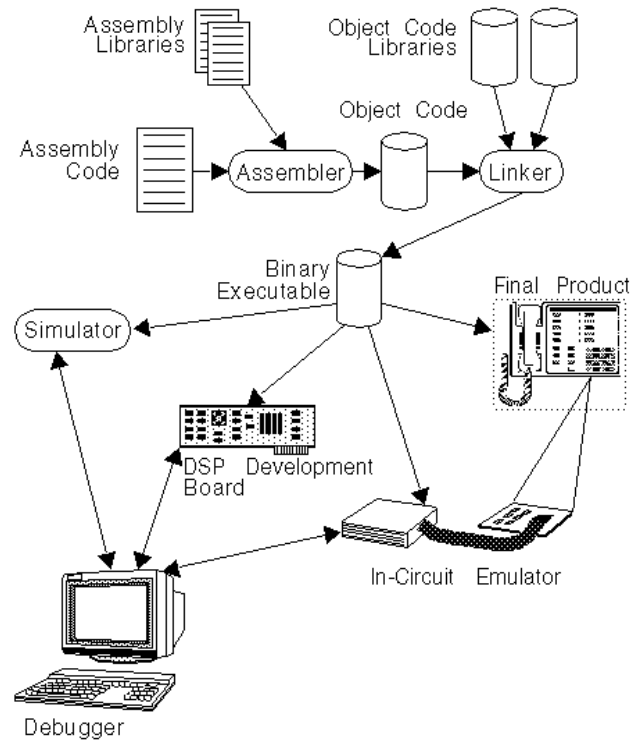 Assembly
Libraries
Object Code
Libraries
Object Code
Assembly
Code
Assembler
Linker
Binary
Executable
Final Product
Simulator
DSP Development
Board
In-Circuit Emulator
Debugger